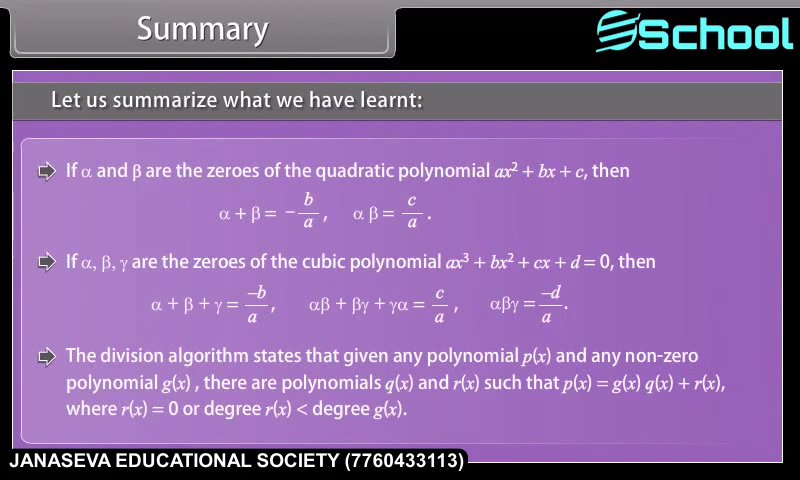 Summary
School
Let us summarize what we have learnt:
If α and β are the zeroes of the quadratic polynomial ax² + bx + c, then
α + β = −b/a, α β = c/a.
If α, β, γ are the zeroes of the cubic polynomial ax³ + bx² + cx + d = 0, then
α + β + γ = −b/a, αβ + βγ + γα = c/a, αβγ = −d/a.
The division algorithm states that given any polynomial p(x) and any non-zero
polynomial g(x) , there are polynomials q(x) and r(x) such that p(x) = g(x) q(x) + r(x),
where r(x) = 0 or degree r(x) < degree g(x).
JANASEVA EDUCATIONAL SOCIETY (7760433113)